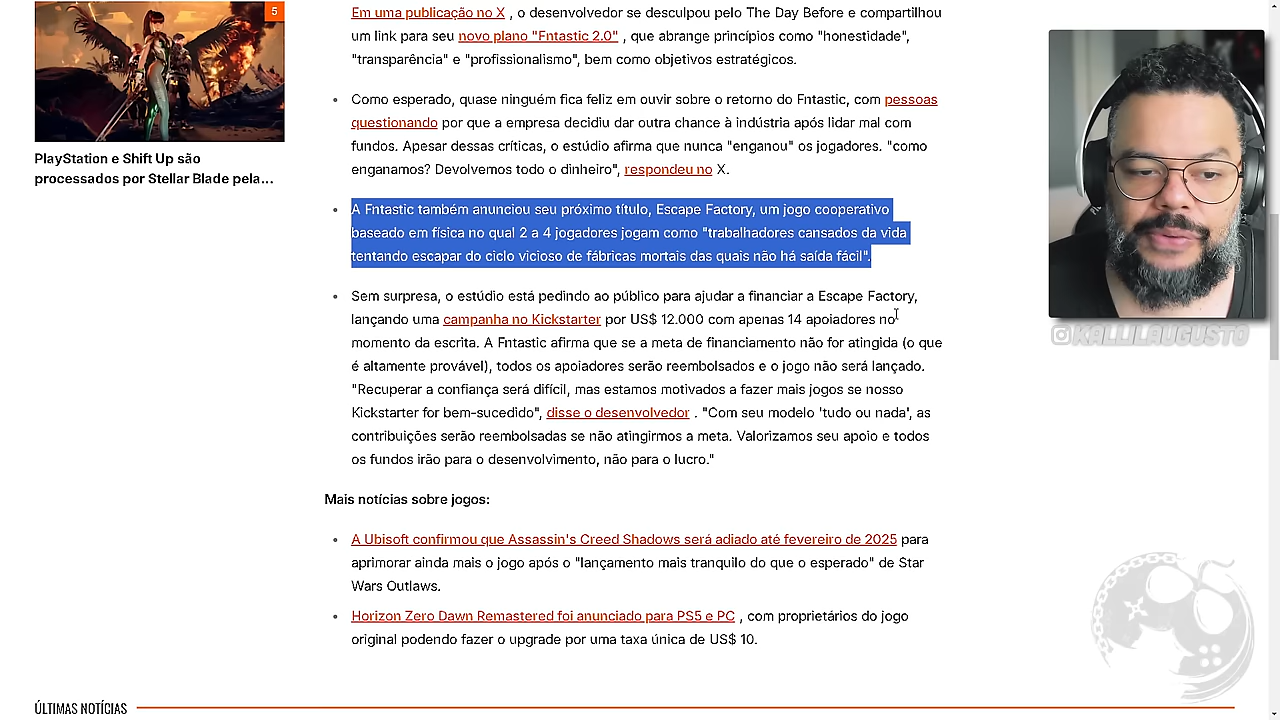 5
PlayStation e Shift Up são
processados por Stellar Blade pela...
Em uma publicação no X , o desenvolvedor se desculpou pelo The Day Before e compartilhou
um link para seu novo plano "Fntastic 2.0" , que abrange princípios como "honestidade",
"transparência" e "profissionalismo", bem como objetivos estratégicos.
Como esperado, quase ninguém fica feliz em ouvir sobre o retorno do Fntastic, com pessoas
questionando por que a empresa decidiu dar outra chance à indústria após lidar mal com
fundos. Apesar dessas críticas, o estúdio afirma que nunca "enganou" os jogadores. "como
enganamos? Devolvemos todo o dinheiro", respondeu no X.
A Fntastic também anunciou seu próximo título, Escape Factory, um jogo cooperativo
baseado em física no qual 2 a 4 jogadores jogam como "trabalhadores cansados da vida
tentando escapar do ciclo vicioso de fábricas mortais das quais não há saída fácil".
Sem surpresa, o estúdio está pedindo ao público para ajudar a financiar a Escape Factory,
lançando uma campanha no Kickstarter por US$ 12.000 com apenas 14 apoiadores no
momento da escrita. A Fntastic afirma que se a meta de financiamento não for atingida (o que
é altamente provável), todos os apoiadores serão reembolsados e o jogo não será lançado.
"Recuperar a confiança será difícil, mas estamos motivados a fazer mais jogos se nosso
Kickstarter for bem-sucedido", disse o desenvolvedor . "Com seu modelo 'tudo ou nada', as
contribuições serão reembolsadas se não atingirmos a meta. Valorizamos seu apoio e todos
os fundos irão para o desenvolvimento, não para o lucro."
Mais notícias sobre jogos:
A Ubisoft confirmou que Assassin's Creed Shadows será adiado até fevereiro de 2025 para
aprimorar ainda mais o jogo após o "lançamento mais tranquilo do que o esperado" de Star
Wars Outlaws.
Horizon Zero Dawn Remastered foi anunciado para PS5 e PC , com proprietários do jogo
original podendo fazer o upgrade por uma taxa única de US$ 10.
ÚLTIMAS NOTÍCIAS
@KALLILAUGUSTO